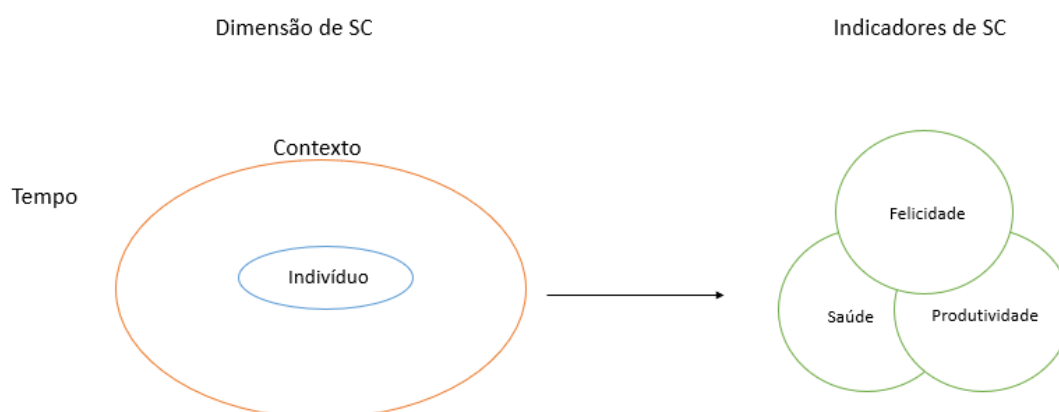 Dimensão de SC
Indicadores de SC
Contexto
Tempo
Indivíduo
Felicidade
Saúde
Produtividade